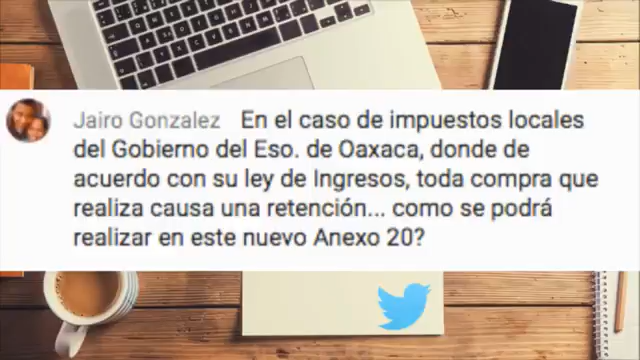 Jairo Gonzalez En el caso de impuestos locales
del Gobierno del Eso. de Oaxaca, donde de
acuerdo con su ley de Ingresos, toda compra que
realiza causa una retención... como se podrá
realizar en este nuevo Anexo 20?